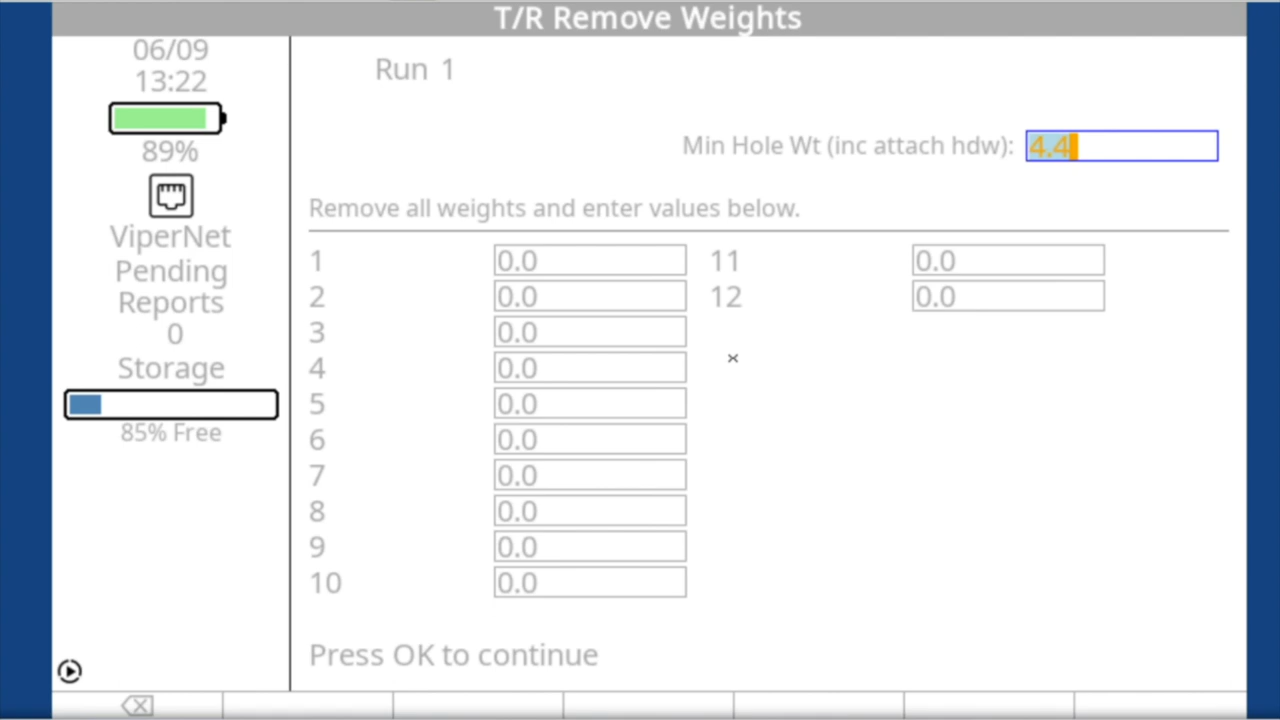 T/R Remove Weights
06/09
13:22
89%
ViperNet
Pending
Reports
0
Storage
85% Free
Run 1
Min Hole Wt (inc attach hdw): 4.4
Remove all weights and enter values below.
1 0.0 11 0.0
2 0.0 12 0.0
3 0.0
4 0.0
5 0.0
6 0.0
7 0.0
8 0.0
9 0.0
10 0.0
Press OK to continue